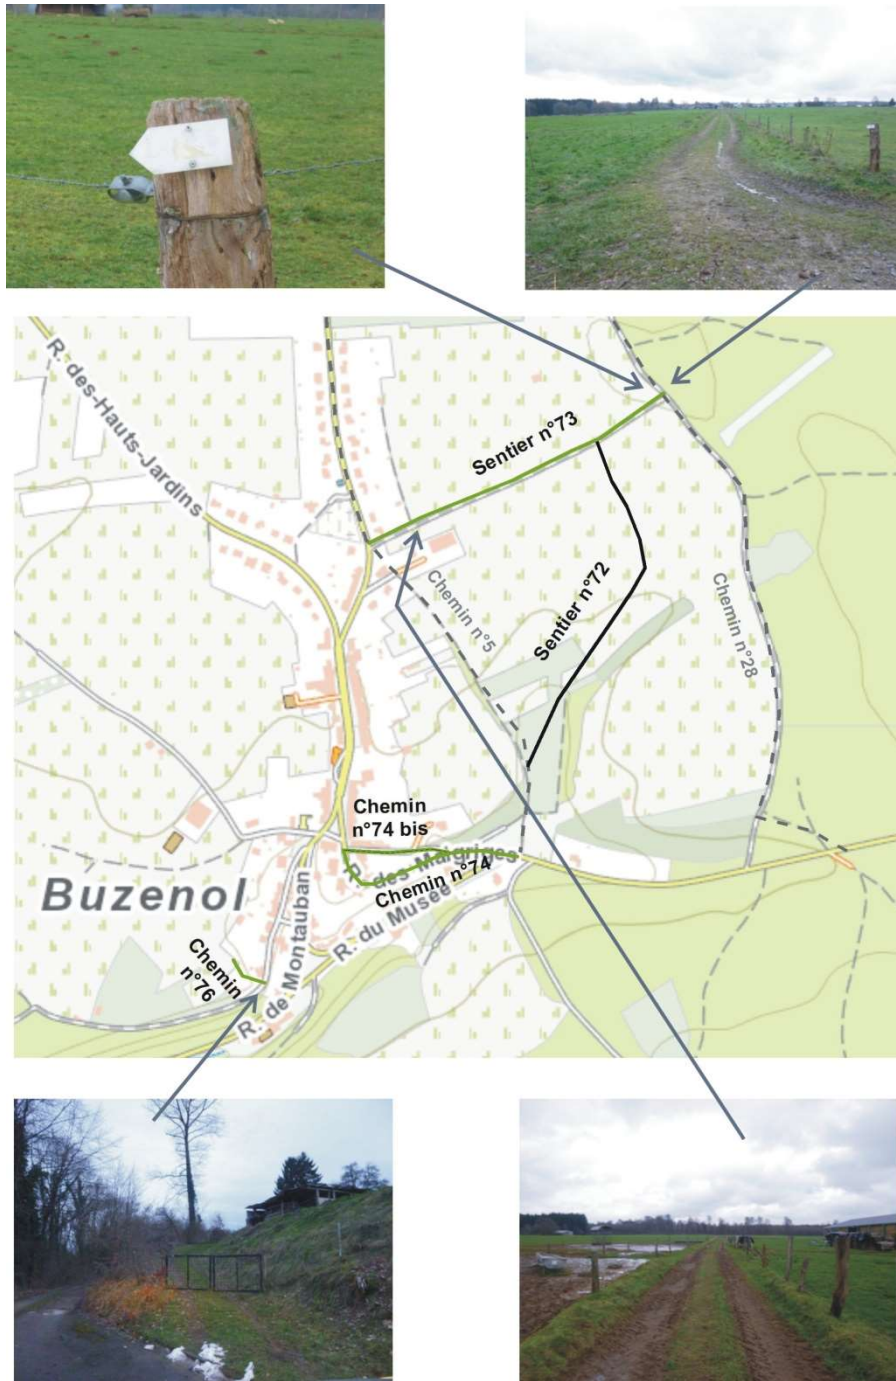 R. des-Hauts-Jardins
Sentier n°73
Chemin n°5
Sentier n°72
Chemin n°28
Chemin
n°74 bis
R. des Margriges
Chemin n°74
Buzenol
R. du Musée
R. de Montauban
Chemin
n°76